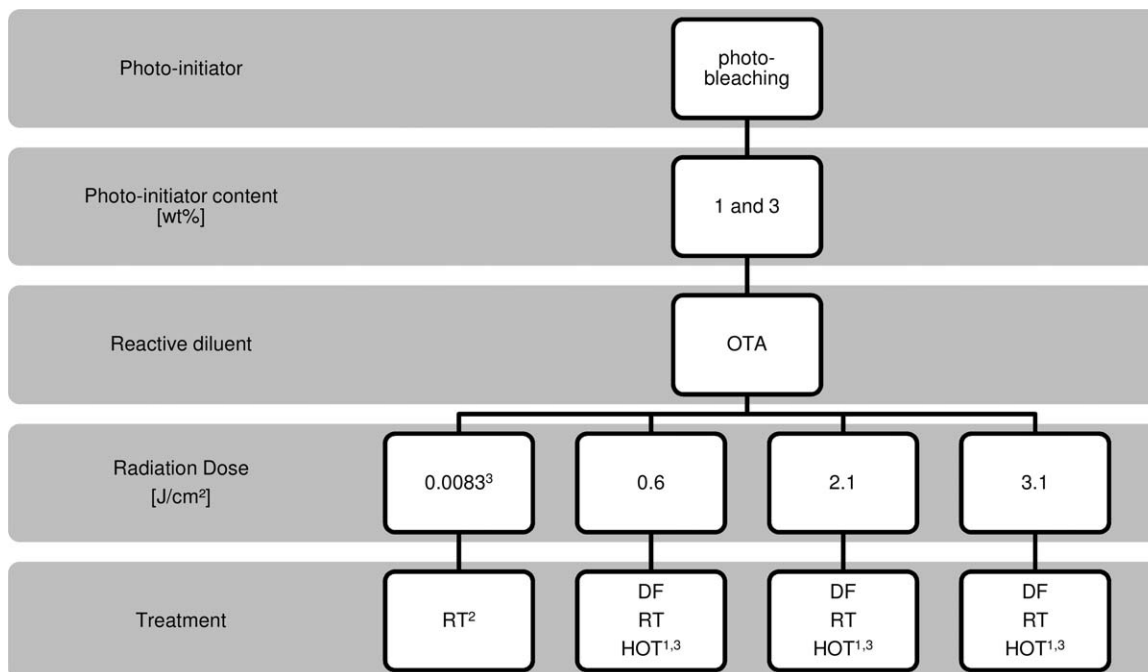 Photo-initiator
photo-
bleaching
Photo-initiator content
[wt%]
1 and 3
Reactive diluent
OTA
Radiation Dose
[J/cm²]
0.0083³
0.6
2.1
3.1
Treatment
RT²
DF
RT
HOT¹,³
DF
RT
HOT¹,³
DF
RT
HOT¹,³